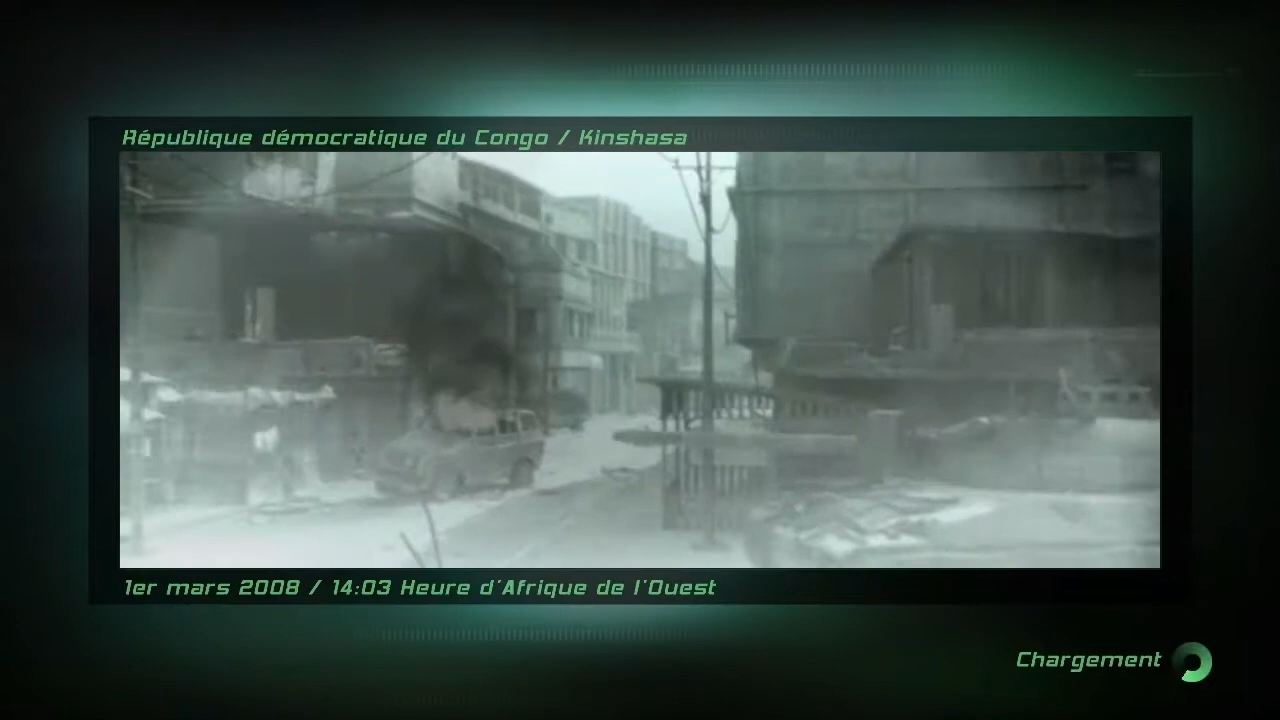 République démocratique du Congo / Kinshasa
1er mars 2008 / 14:03 Heure d'Afrique de l'Ouest
Chargement